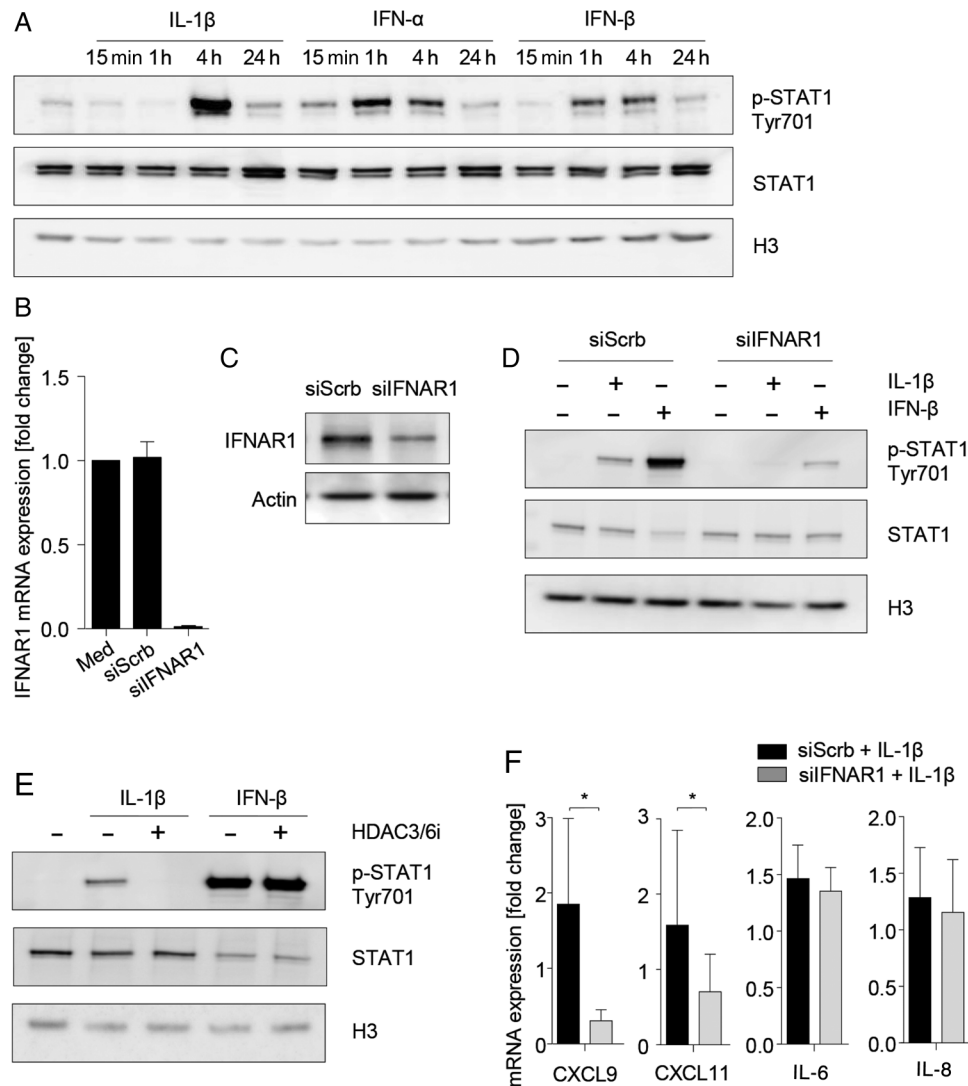 A
IL-1β IFN-α IFN-β
15 min 1 h 4 h 24 h 15 min 1 h 4 h 24 h 15 min 1 h 4 h 24 h
p-STAT1
Tyr701
STAT1
H3
B
IFNAR1 mRNA expression [fold change]
1.5
1.0
0.5
0.0
Med siScrb siIFNAR1
C
siScrb siIFNAR1
IFNAR1
Actin
D
siScrb siIFNAR1
– + – – + – IL-1β
– – + – – + IFN-β
p-STAT1
Tyr701
STAT1
H3
E
IL-1β IFN-β
– – + – + HDAC3/6i
p-STAT1
Tyr701
STAT1
H3
F
siScrb + IL-1β
siIFNAR1 + IL-1β
mRNA expression [fold change]
* *
3 3 2.0 2.0
2 2 1.5 1.5
1 1 1.0 1.0
0.5 0.5
0 0 0.0 0.0
CXCL9 CXCL11 IL-6 IL-8